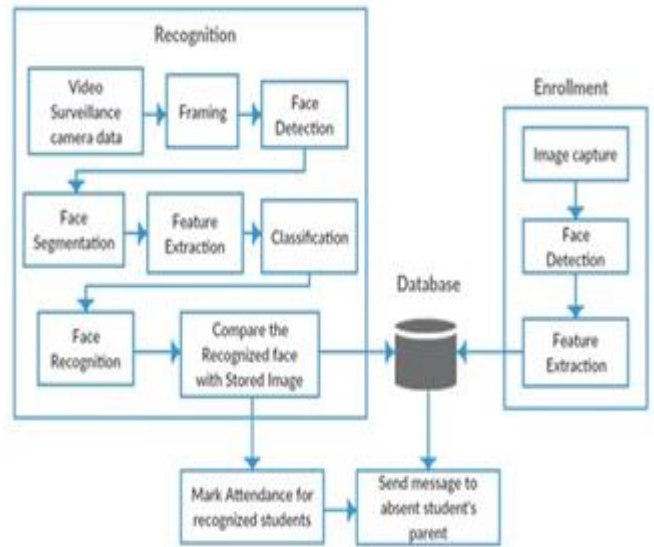 Recognition
Video
Surveillance
camera data
Framing
Face
Detection
Face
Segmentation
Feature
Extraction
Classification
Face
Recognition
Compare the
Recognized face
with Stored Image
Database
Enrollment
Image capture
Face
Detection
Feature
Extraction
Mark Attendance for
recognized students
Send message to
absent student's
parent